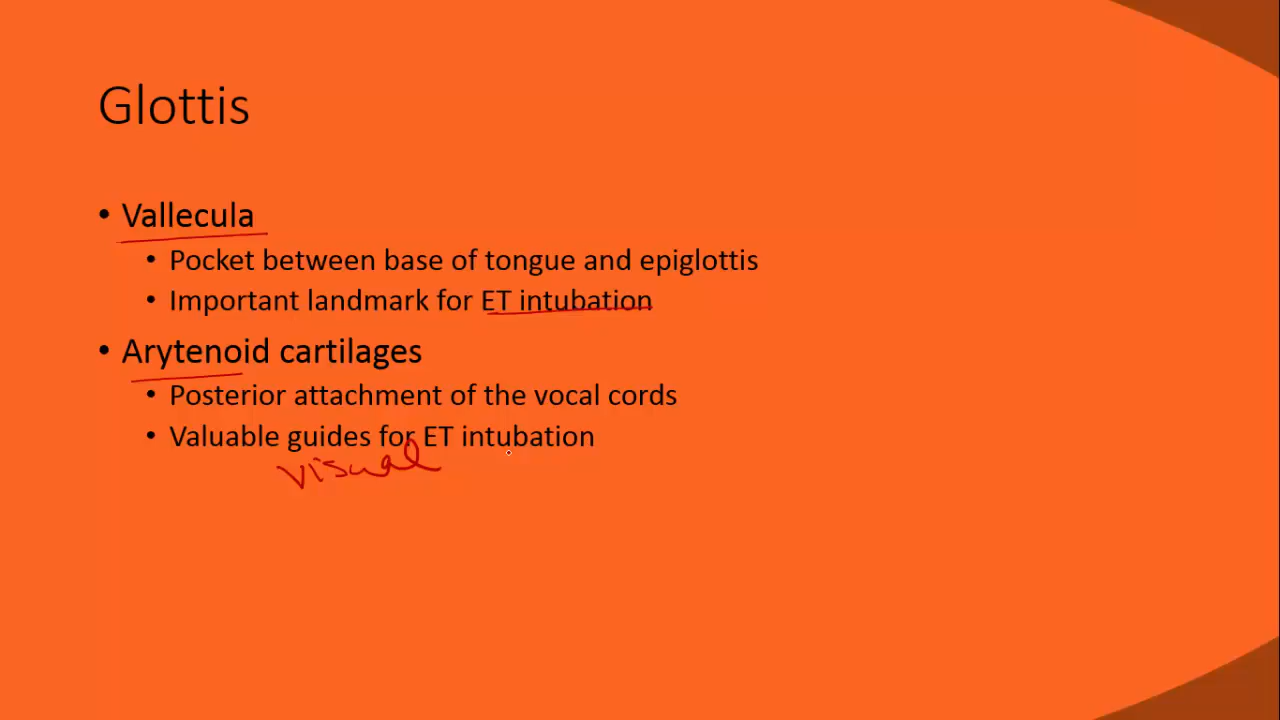 Glottis
• Vallecula
• Pocket between base of tongue and epiglottis
• Important landmark for ET intubation
• Arytenoid cartilages
• Posterior attachment of the vocal cords
• Valuable guides for ET intubation
visual